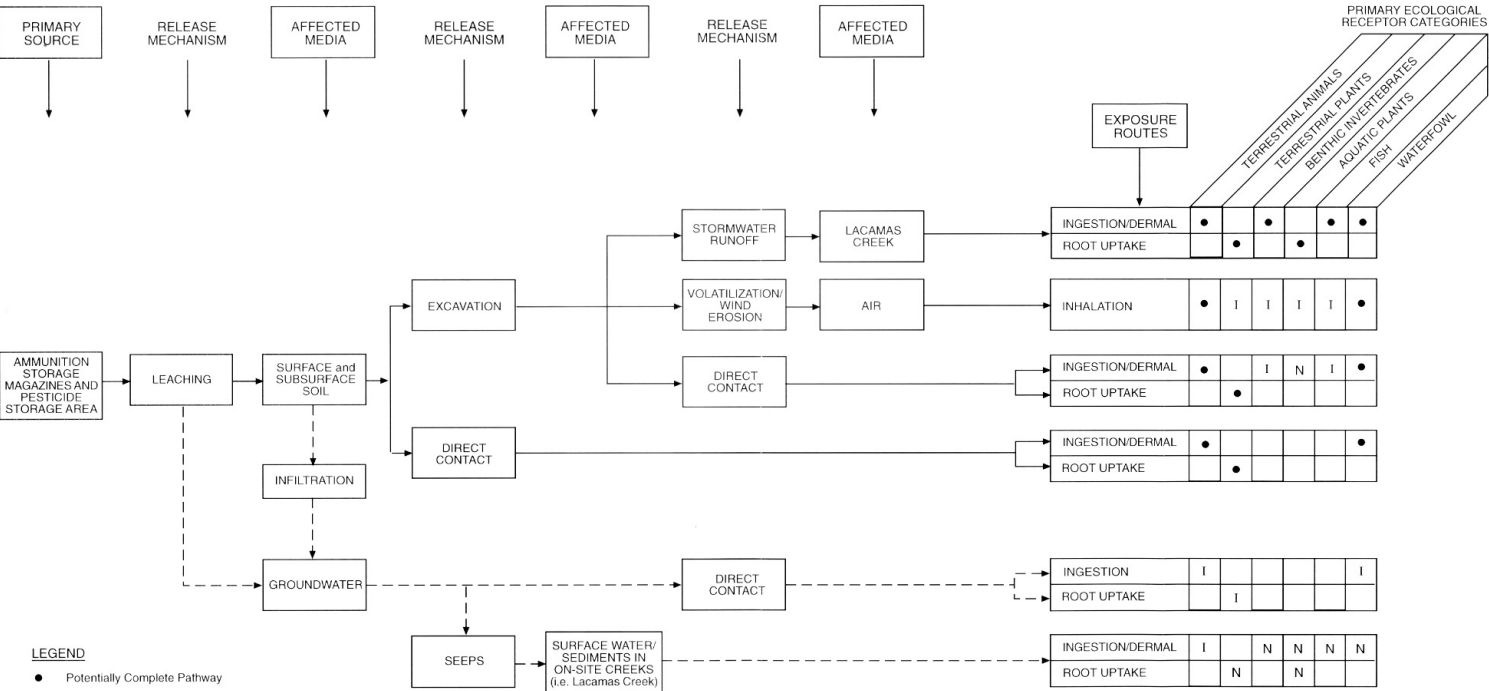 PRIMARY
SOURCE
RELEASE
MECHANISM
AFFECTED
MEDIA
RELEASE
MECHANISM
AFFECTED
MEDIA
RELEASE
MECHANISM
AFFECTED
MEDIA
PRIMARY ECOLOGICAL
RECEPTOR CATEGORIES
EXPOSURE
ROUTES
TERRESTRIAL ANIMALS
TERRESTRIAL PLANTS
BENTHIC INVERTEBRATES
AQUATIC PLANTS
FISH
WATERFOWL
STORMWATER
RUNOFF
LACAMAS
CREEK
INGESTION/DERMAL ● ● ● ●
ROOT UPTAKE ● ●
EXCAVATION
VOLATILIZATION/
WIND
EROSION
AIR
INHALATION ● I I I I ●
AMMUNITION
STORAGE
MAGAZINES AND
PESTICIDE
STORAGE AREA
LEACHING
SURFACE and
SUBSURFACE
SOIL
DIRECT
CONTACT
INGESTION/DERMAL ● I N I ●
ROOT UPTAKE ●
DIRECT
CONTACT
INGESTION/DERMAL ● ●
ROOT UPTAKE ●
INFILTRATION
GROUNDWATER
DIRECT
CONTACT
INGESTION I I
ROOT UPTAKE I
SEEPS
SURFACE WATER/
SEDIMENTS IN
ON-SITE CREEKS
(i.e. Lacamas Creek)
INGESTION/DERMAL I N N N N
ROOT UPTAKE N N
LEGEND
● Potentially Complete Pathway